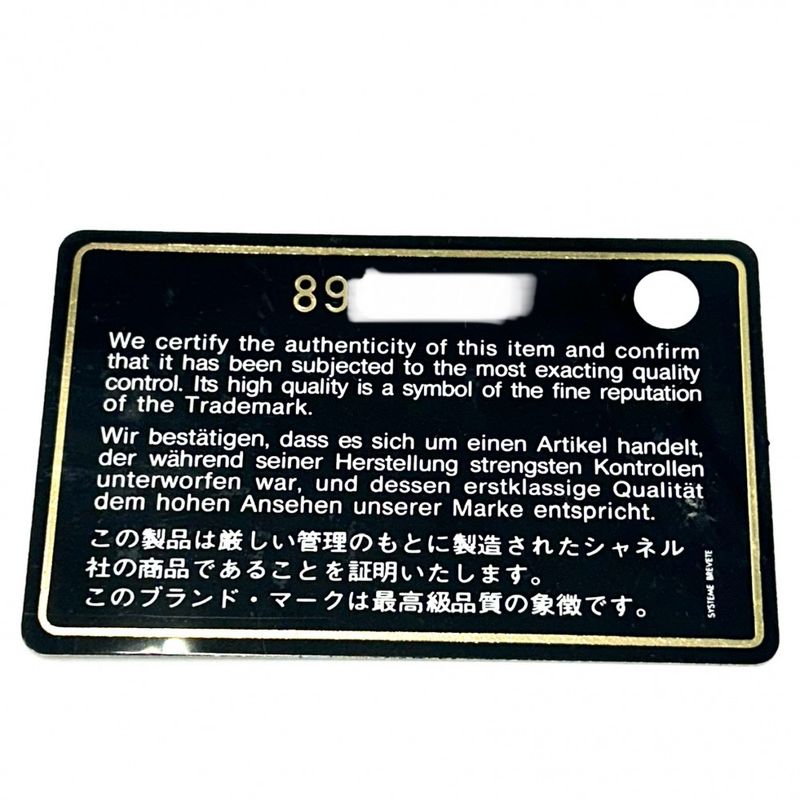 89
We certify the authenticity of this item and confirm
that it has been subjected to the most exacting quality
control. Its high quality is a symbol of the fine reputation
of the Trademark.
Wir bestätigen, dass es sich um einen Artikel handelt,
der während seiner Herstellung strengsten Kontrollen
unterworfen war, und dessen erstklassige Qualität
dem hohen Ansehen unserer Marke entspricht.
この製品は厳しい管理のもとに製造されたシャネル
社の商品であることを証明いたします。
このブランド・マークは最高級品質の象徴です。
SYSTEME BREVETE